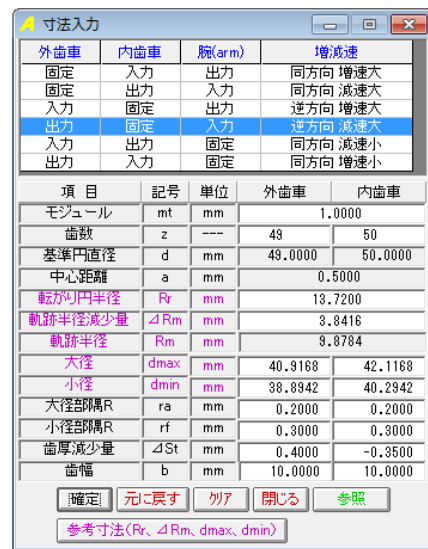 寸法入力
外歯車 内歯車 腕(arm) 増減速
固定 入力 出力 同方向 増速大
固定 出力 入力 同方向 減速大
入力 固定 出力 逆方向 増速大
出力 固定 入力 逆方向 減速大
入力 出力 固定 同方向 減速小
出力 入力 固定 同方向 増速小
項 目 記号 単位 外歯車 内歯車
モジュール mt mm 1.0000
歯数 z --- 49 50
基準円直径 d mm 49.0000 50.0000
中心距離 a mm 0.5000
転がり円半径 Rr mm 13.7200
軌跡半径減少量 ⊿Rm mm 3.8416
軌跡半径 Rm mm 9.8784
大径 dmax mm 40.9168 42.1168
小径 dmin mm 38.8942 40.2942
大径部隅R ra mm 0.2000 0.2000
小径部隅R rf mm 0.3000 0.3000
歯厚減少量 ⊿St mm 0.4000 -0.3500
歯幅 b mm 10.0000 10.0000
確定 元に戻す クリア 閉じる 参照
参考寸法(Rr、⊿Rm、dmax、dmin)